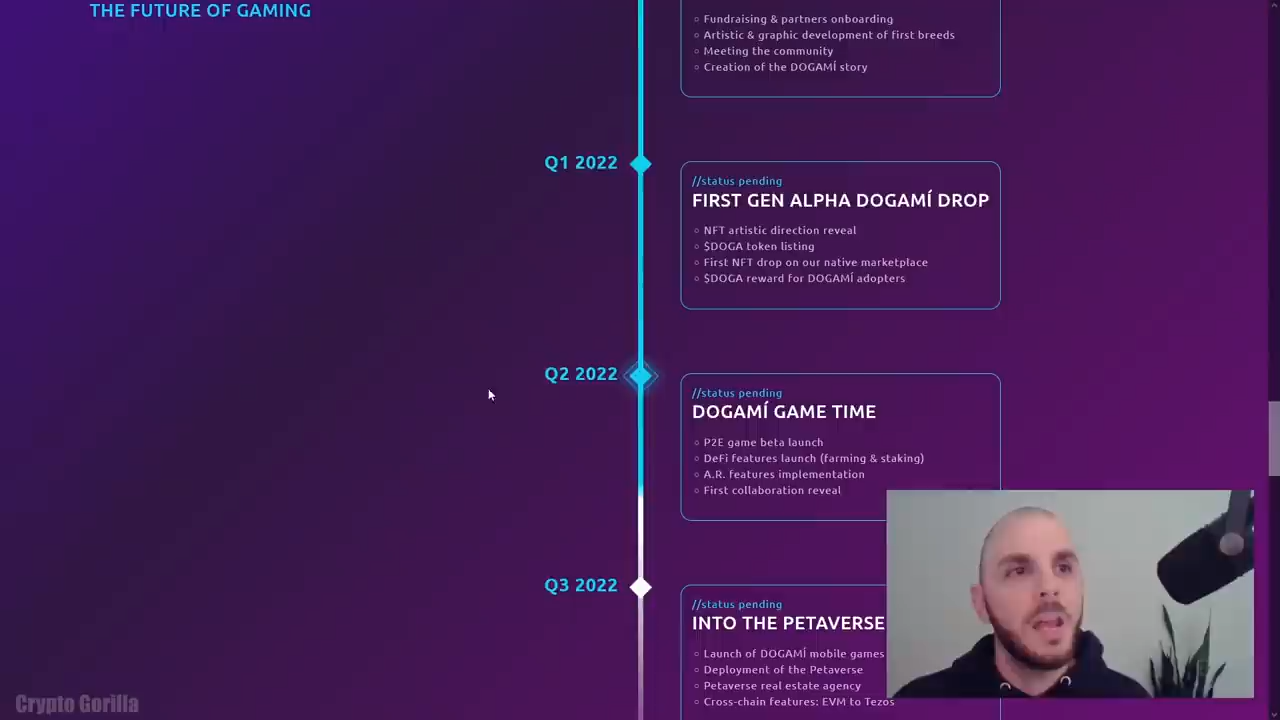 THE FUTURE OF GAMING
Fundraising & partners onboarding
Artistic & graphic development of first breeds
Meeting the community
Creation of the DOGAMÍ story
Q1 2022
//status pending
FIRST GEN ALPHA DOGAMÍ DROP
NFT artistic direction reveal
$DOGA token listing
First NFT drop on our native marketplace
$DOGA reward for DOGAMÍ adopters
Q2 2022
//status pending
DOGAMÍ GAME TIME
P2E game beta launch
DeFi features launch (farming & staking)
A.R. features implementation
First collaboration reveal
Q3 2022
//status pending
INTO THE PETAVERSE
Launch of DOGAMÍ mobile games
Deployment of the Petaverse
Petaverse real estate agency
Cross-chain features: EVM to Tezos
Crypto Gorilla